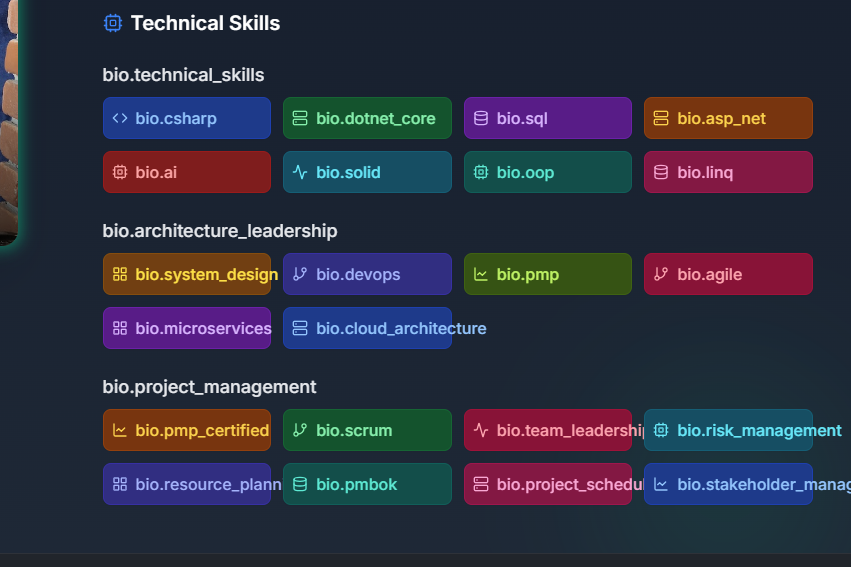 Technical Skills
bio.technical_skills
bio.csharp
bio.dotnet_core
bio.sql
bio.asp_net
bio.ai
bio.solid
bio.oop
bio.linq
bio.architecture_leadership
bio.system_design
bio.devops
bio.pmp
bio.agile
bio.microservices
bio.cloud_architecture
bio.project_management
bio.pmp_certified
bio.scrum
bio.team_leadership
bio.risk_management
bio.resource_plann
bio.pmbok
bio.project_schedu
bio.stakeholder_manag